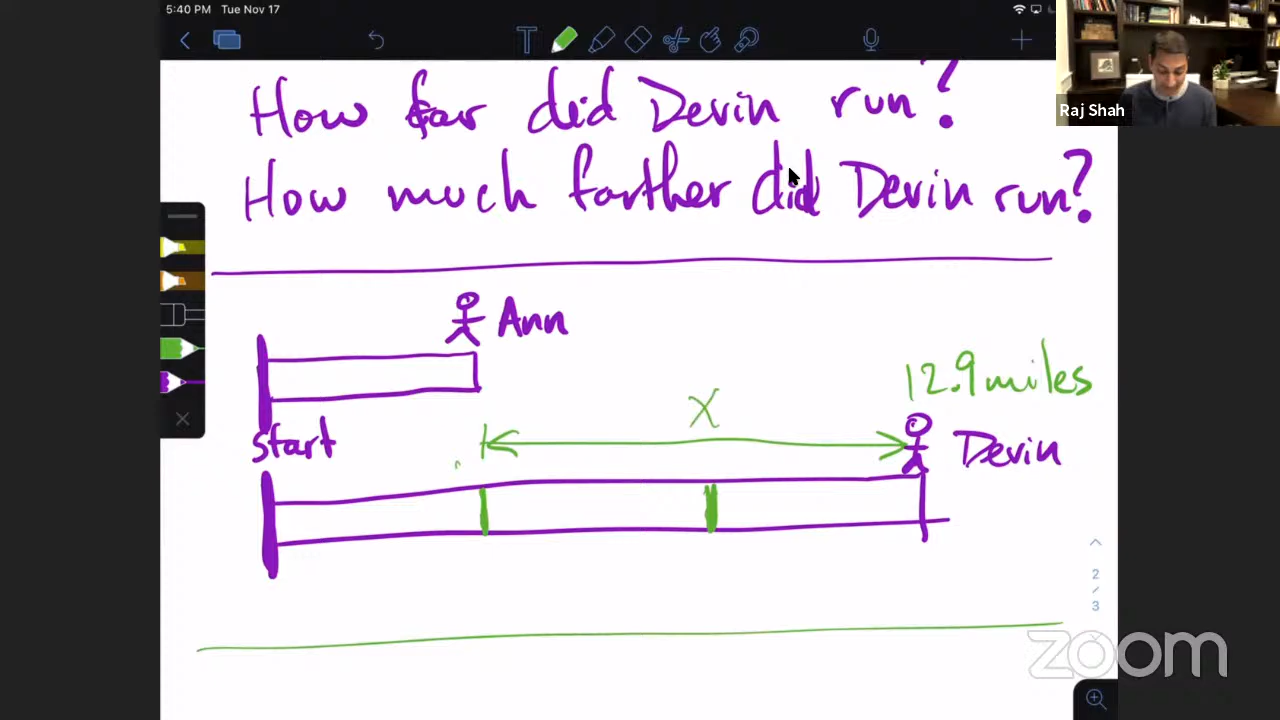 5:40 PM Tue Nov 17
T
How far did Devin run?
Raj Shah
How much farther did Devin run?
Ann
12.9 miles
X
Start
Devin
2
/
3
zoom